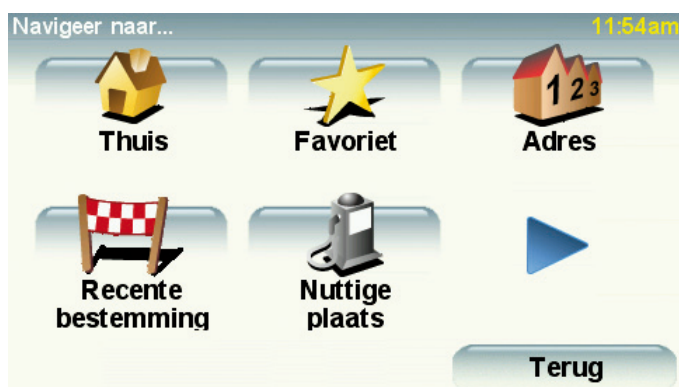 Navigeer naar... 11:54am
Thuis Favoriet 1 2 3 Adres
Recente bestemming
Nuttige plaats
Terug